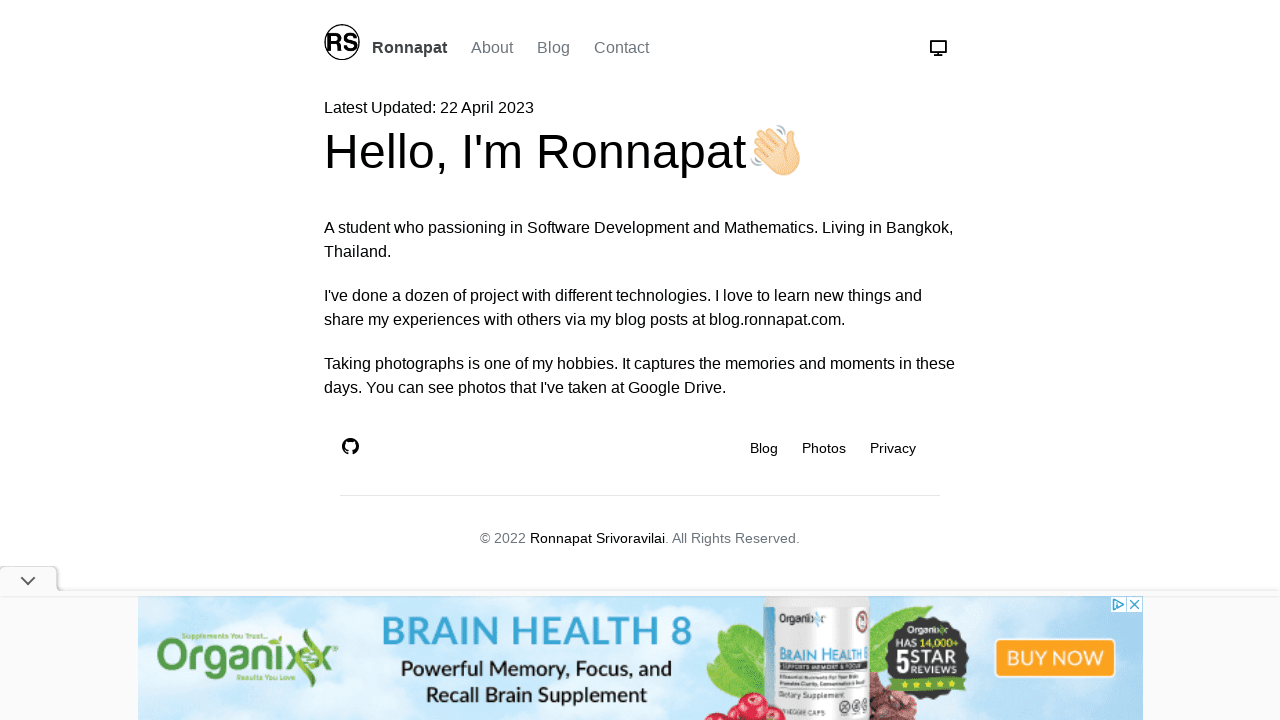 RS Ronnapat About Blog Contact
Latest Updated: 22 April 2023
Hello, I'm Ronnapat👋🏻
A student who passioning in Software Development and Mathematics. Living in Bangkok,
Thailand.
I've done a dozen of project with different technologies. I love to learn new things and
share my experiences with others via my blog posts at blog.ronnapat.com.
Taking photographs is one of my hobbies. It captures the memories and moments in these
days. You can see photos that I've taken at Google Drive.
Blog Photos Privacy
© 2022 Ronnapat Srivoravilai. All Rights Reserved.
Supplements You Trust...
Organixx
Results You Love
BRAIN HEALTH 8
Powerful Memory, Focus, and
Recall Brain Supplement
Organixx
BRAIN HEALTH 8
SUPPORTS MEMORY & FOCUS
Dietary Supplement
VEGGIE CAPS
Organixx
HAS 14,000+
5 STAR
REVIEWS
BUY NOW